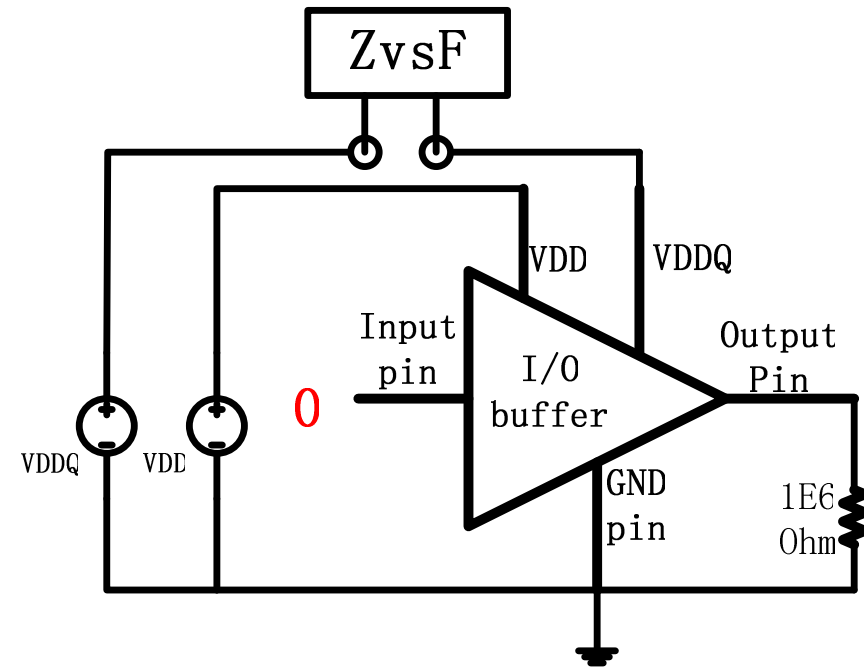 ZvsF
VDD
VDDQ
Input
pin
Output
Pin
I/O
buffer
0
VDDQ
VDD
GND
pin
1E6
Ohm